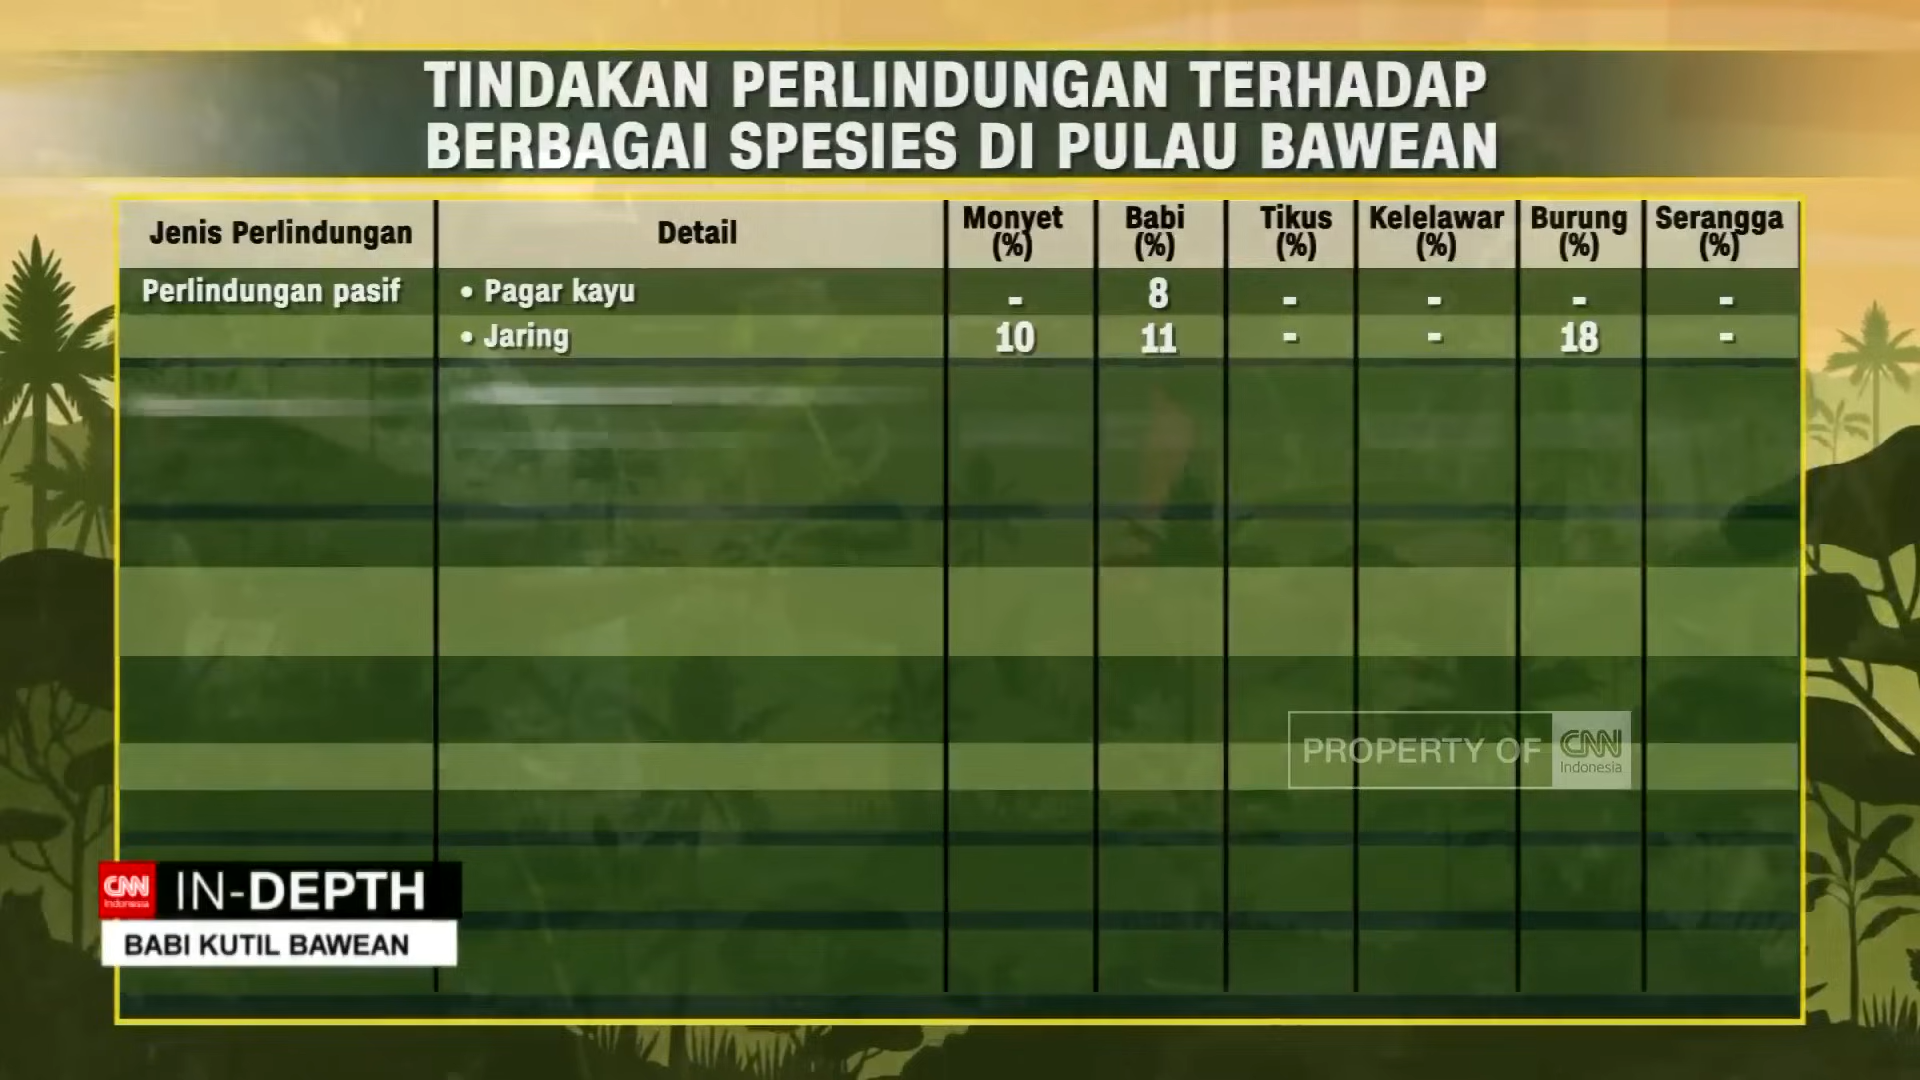 TINDAKAN PERLINDUNGAN TERHADAP
BERBAGAI SPESIES DI PULAU BAWEAN
Jenis Perlindungan Detail Monyet (%) Babi (%) Tikus (%) Kelelawar (%) Burung (%) Serangga (%)
Perlindungan pasif • Pagar kayu - 8 - - - -
• Jaring 10 11 - - 18 -
PROPERTY OF CNN Indonesia
CNN Indonesia IN-DEPTH
BABI KUTIL BAWEAN